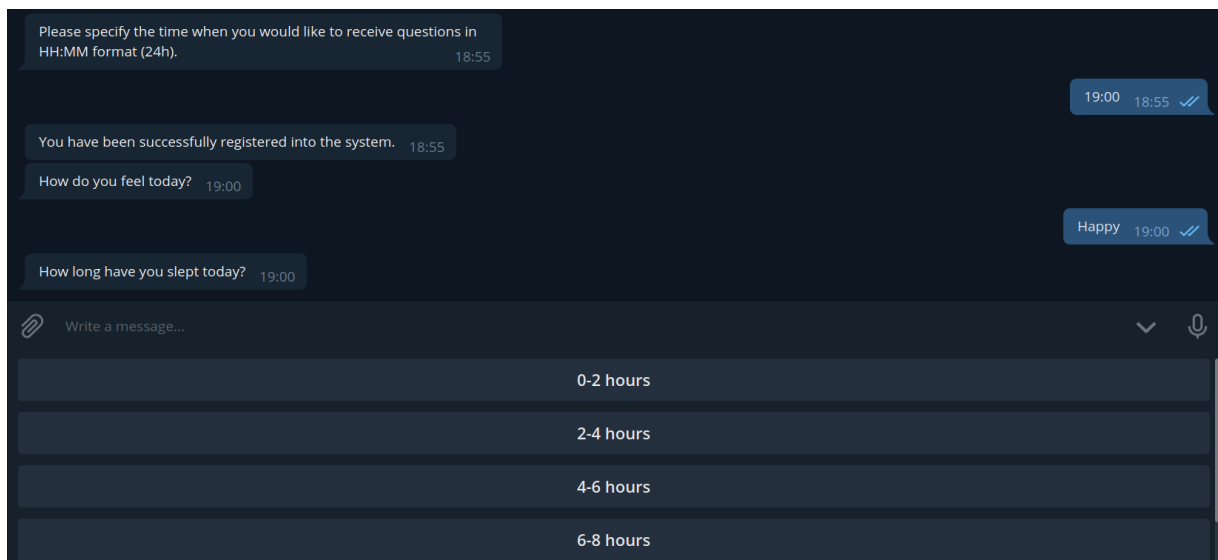 Please specify the time when you would like to receive questions in
HH:MM format (24h).
18:55
19:00 18:55
You have been successfully registered into the system. 18:55
How do you feel today? 19:00
Happy 19:00
How long have you slept today? 19:00
Write a message...
0-2 hours
2-4 hours
4-6 hours
6-8 hours